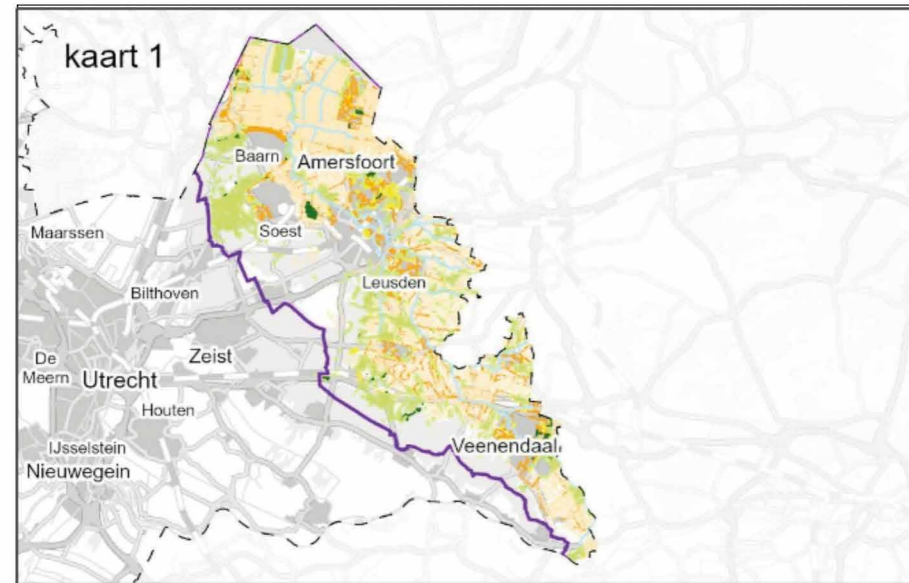 kaart 1
Baarn
Amersfoort
Maarssen
Soest
Leusden
Bilthoven
De
Meern
Zeist
Utrecht
Houten
IJsselstein
Nieuwegein
Veenendaal